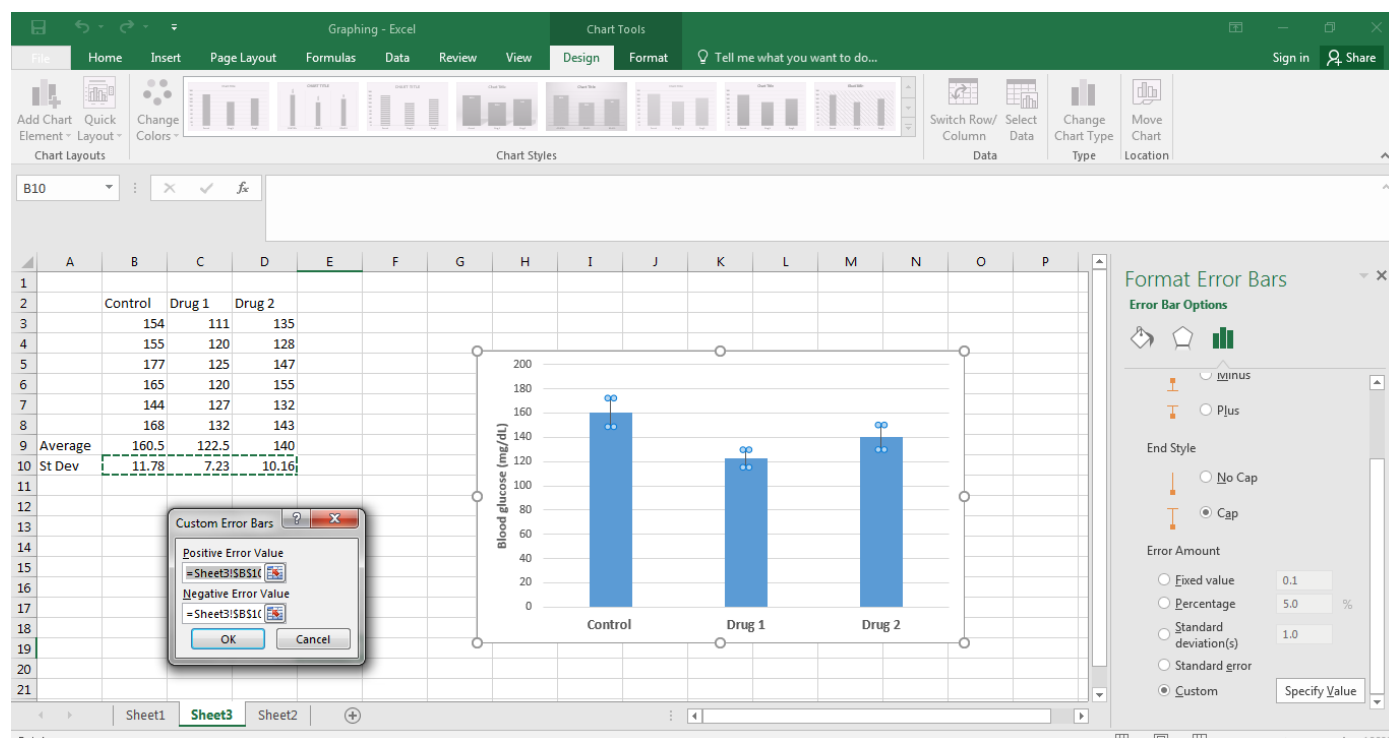 Graphing - Excel
Chart Tools
File Home Insert Page Layout Formulas Data Review View Design Format Tell me what you want to do... Sign in Share
Add Chart Element
Quick Layout
Change Colors
Switch Row/ Column
Select Data
Change Chart Type
Move Chart
Chart Layouts Chart Styles Data Type Location
B10 fx
A B C D E F G H I J K L M N O P
1
2 Control Drug 1 Drug 2
3 154 111 135
4 155 120 128
5 177 125 147
6 165 120 155
7 144 127 132
8 168 132 143
9 Average 160.5 122.5 140
10 St Dev 11.78 7.23 10.16
11
12
13
14
15
16
17
18
19
20
21
Custom Error Bars ?
Positive Error Value
=Sheet3!$B$1(
Negative Error Value
=Sheet3!$B$1(
OK Cancel
Blood glucose (mg/dL)
200
180
160
140
120
100
80
60
40
20
0
Control Drug 1 Drug 2
Format Error Bars
Error Bar Options
Minus
Plus
End Style
No Cap
Cap
Error Amount
Fixed value 0.1
Percentage 5.0 %
Standard deviation(s) 1.0
Standard error
Custom Specify Value
Sheet1 Sheet3 Sheet2